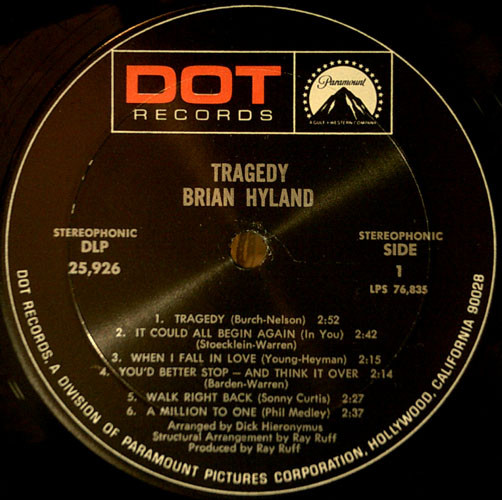 DOT
RECORDS
Paramount
A GULF+WESTERN COMPANY
TRAGEDY
BRIAN HYLAND
STEREOPHONIC
DLP
25,926
STEREOPHONIC
SIDE
1
LPS 76,835
1. TRAGEDY (Burch-Nelson) 2:52
2. IT COULD ALL BEGIN AGAIN (In You) 2:42
(Stoecklein-Warren)
3. WHEN I FALL IN LOVE (Young-Heyman) 2:15
4. YOU'D BETTER STOP — AND THINK IT OVER 2:14
(Barden-Warren)
5. WALK RIGHT BACK (Sonny Curtis) 2:27
6. A MILLION TO ONE (Phil Medley) 2:37
Arranged by Dick Hieronymus
Structural Arrangement by Ray Ruff
Produced by Ray Ruff
DOT RECORDS, A DIVISION OF PARAMOUNT PICTURES CORPORATION, HOLLYWOOD, CALIFORNIA 90028